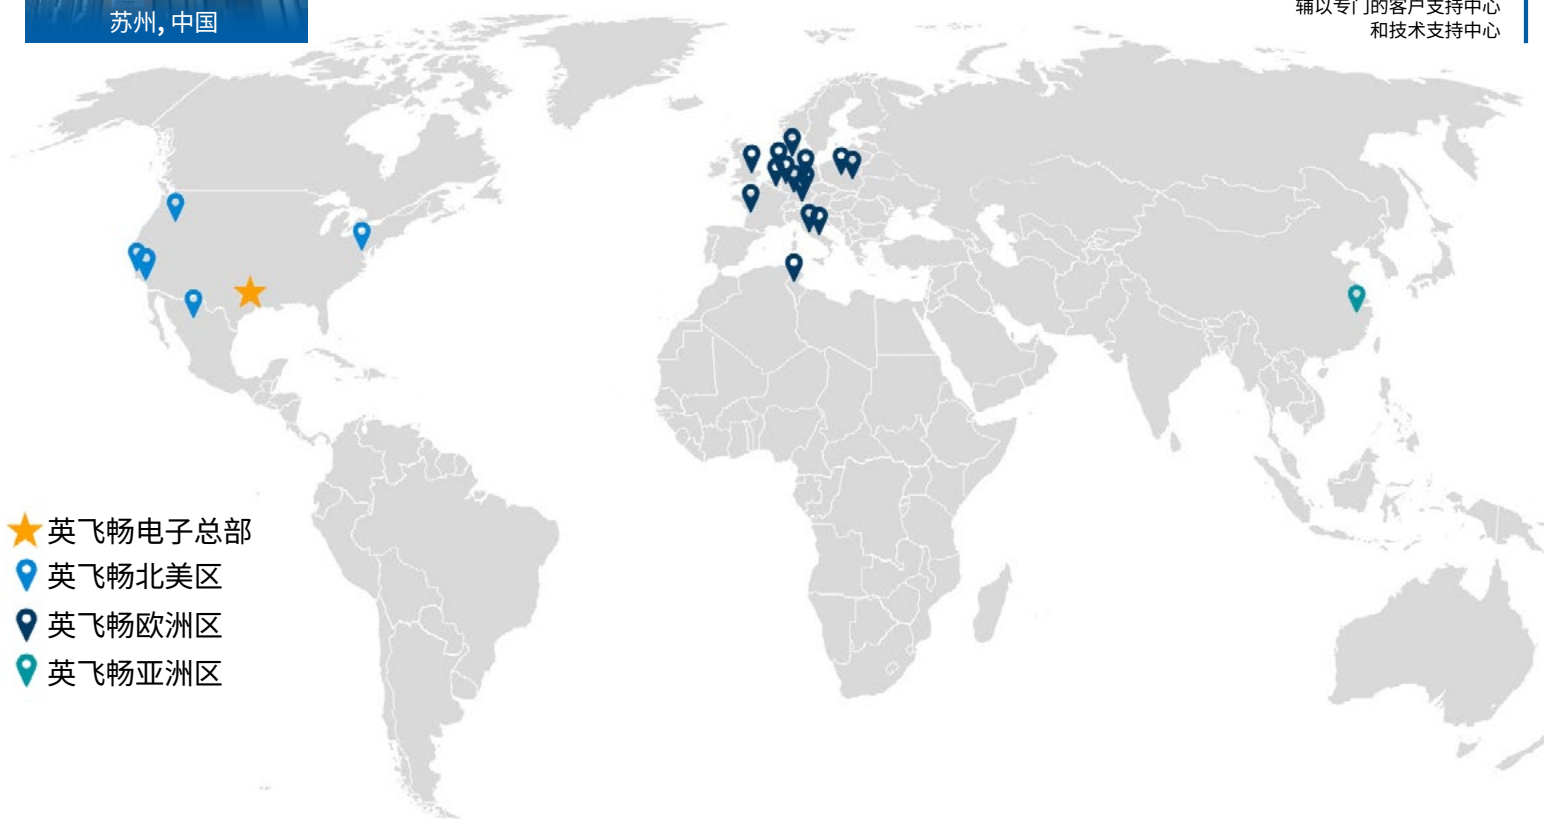 苏州, 中国
辅以专门的客户支持中心
和技术支持中心
英飞畅电子总部
英飞畅北美区
英飞畅欧洲区
英飞畅亚洲区